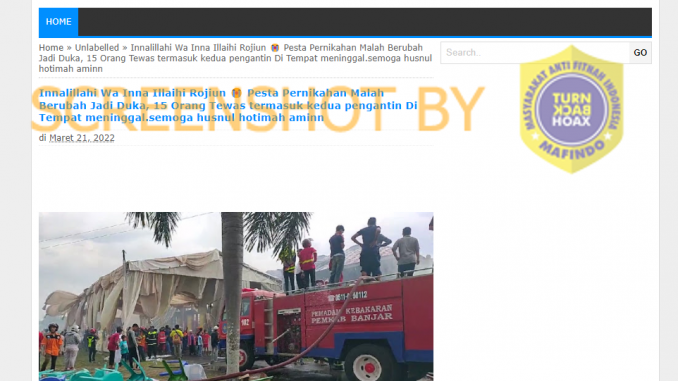 HOME
Home » Unlabelled » Innalillahi Wa Inna Illaihi Rojiun 😭 Pesta Pernikahan Malah
Berubah
Jadi Duka, 15 Orang Tewas termasuk kedua pengantin Di Tempat meninggal.semoga husnul
hotimah aminn
Search...
GO
Innalillahi Wa Inna Illaihi Rojiun 😭 Pesta Pernikahan Malah
Berubah Jadi Duka, 15 Orang Tewas termasuk kedua pengantin Di
Tempat meninggal.semoga husnul hotimah aminn
di Maret 21, 2022
SCREENSHOT BY
MASYARAKAT ANTI FITNAH INDONESIA
TURN
BACK
HOAX
MAFINDO
PEMADAM KEBAKARAN
PEMKAB BANJAR